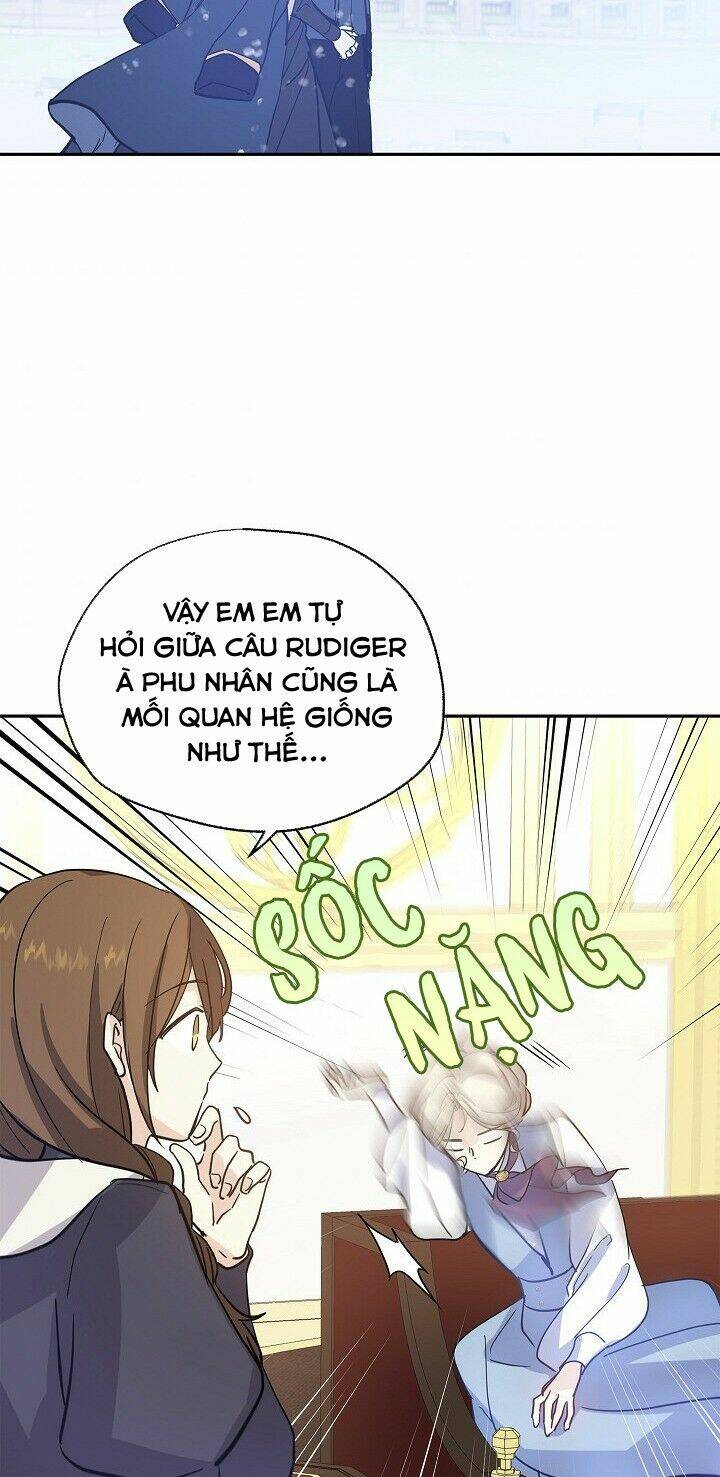 VẬY EM EM TỰ
HỎI GIỮA CÂU RUDIGER
À PHU NHÂN CŨNG LÀ
MỐI QUAN HỆ GIỐNG
NHƯ THẾ...
SỐC
NẶNG